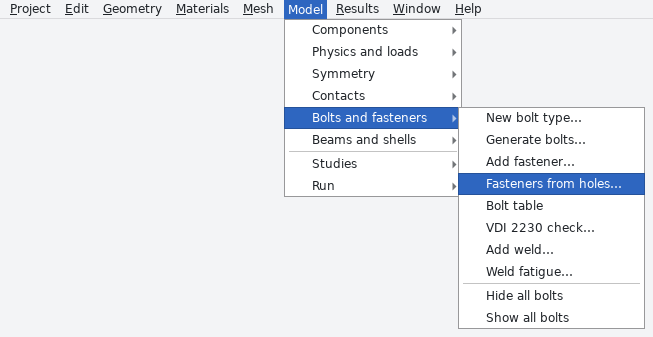 Project Edit Geometry Materials Mesh Model Results Window Help
Components
Physics and loads
Symmetry
Contacts
Bolts and fasteners
Beams and shells
Studies
Run
New bolt type...
Generate bolts...
Add fastener...
Fasteners from holes...
Bolt table
VDI 2230 check...
Add weld...
Weld fatigue...
Hide all bolts
Show all bolts